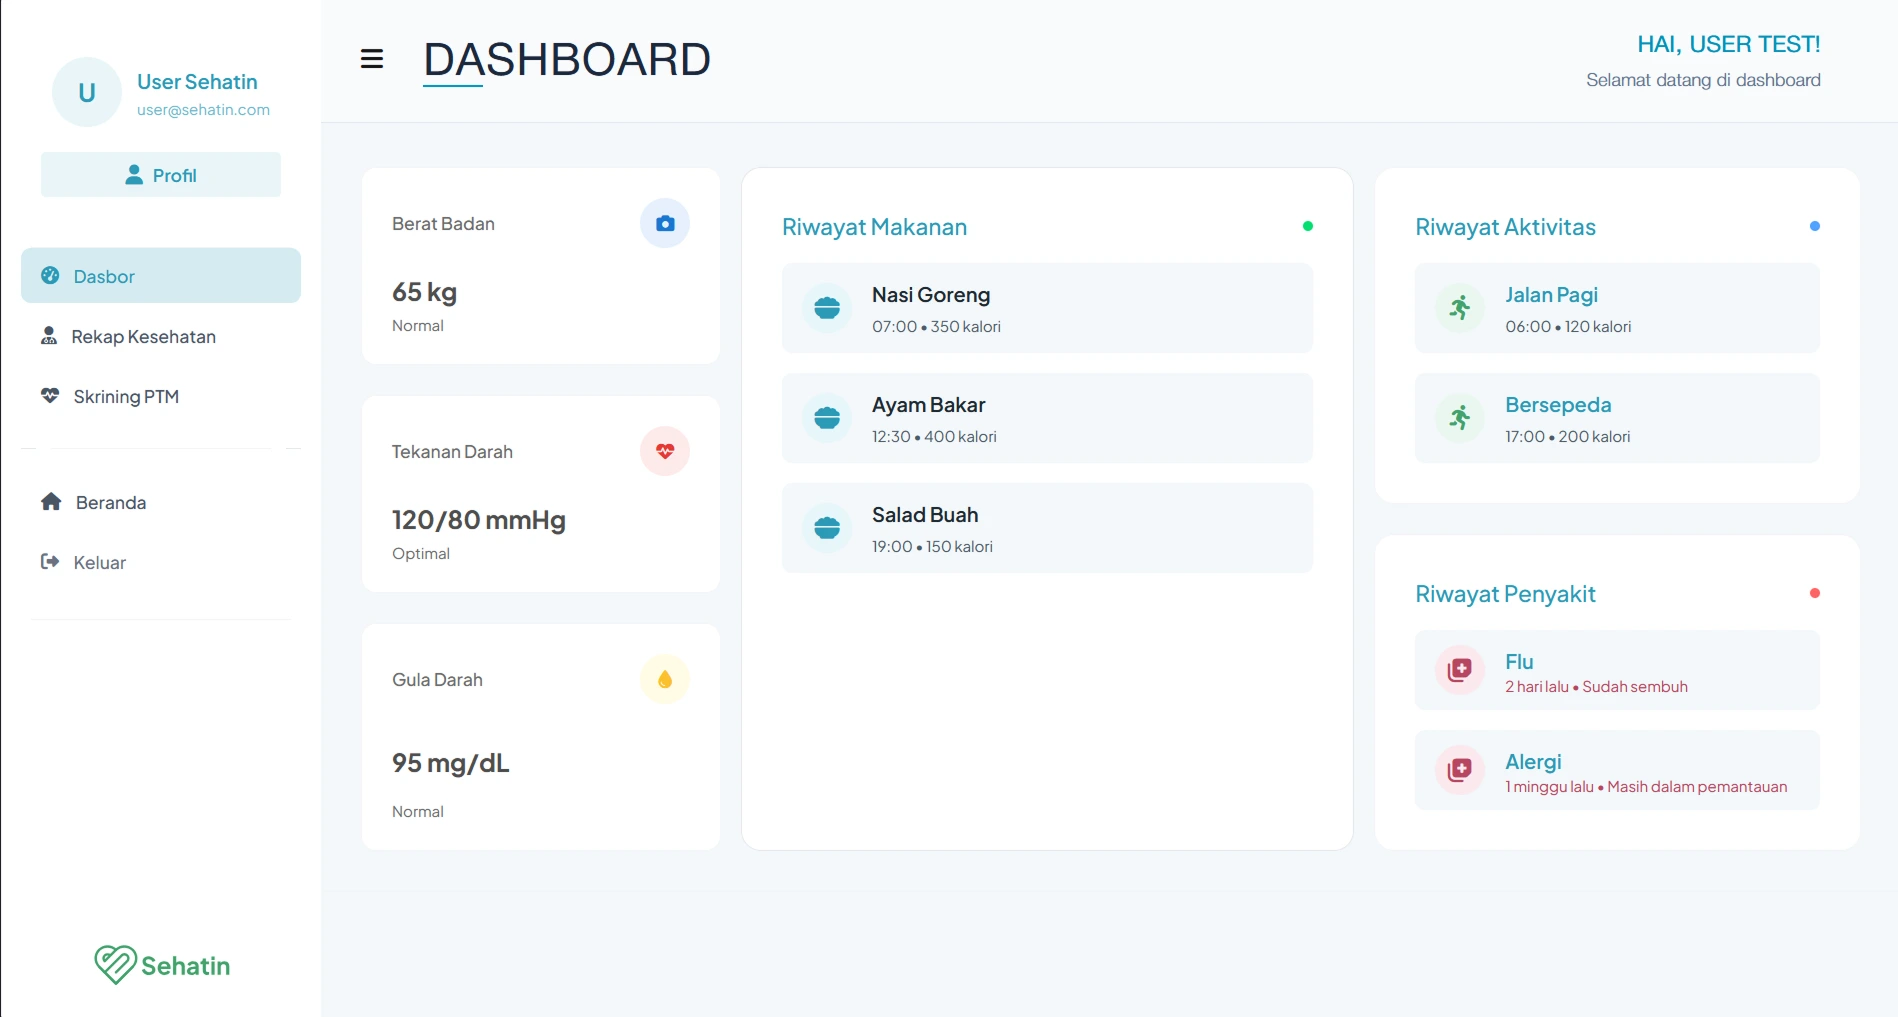 U
User Sehatin
user@sehatin.com
Profil
Dasbor
Rekap Kesehatan
Skrining PTM
Beranda
Keluar
Sehatin
DASHBOARD
HAI, USER TEST!
Selamat datang di dashboard
Berat Badan
65 kg
Normal
Tekanan Darah
120/80 mmHg
Optimal
Gula Darah
95 mg/dL
Normal
Riwayat Makanan
Nasi Goreng
07:00 • 350 kalori
Ayam Bakar
12:30 • 400 kalori
Salad Buah
19:00 • 150 kalori
Riwayat Aktivitas
Jalan Pagi
06:00 • 120 kalori
Bersepeda
17:00 • 200 kalori
Riwayat Penyakit
Flu
2 hari lalu • Sudah sembuh
Alergi
1 minggu lalu • Masih dalam pemantauan